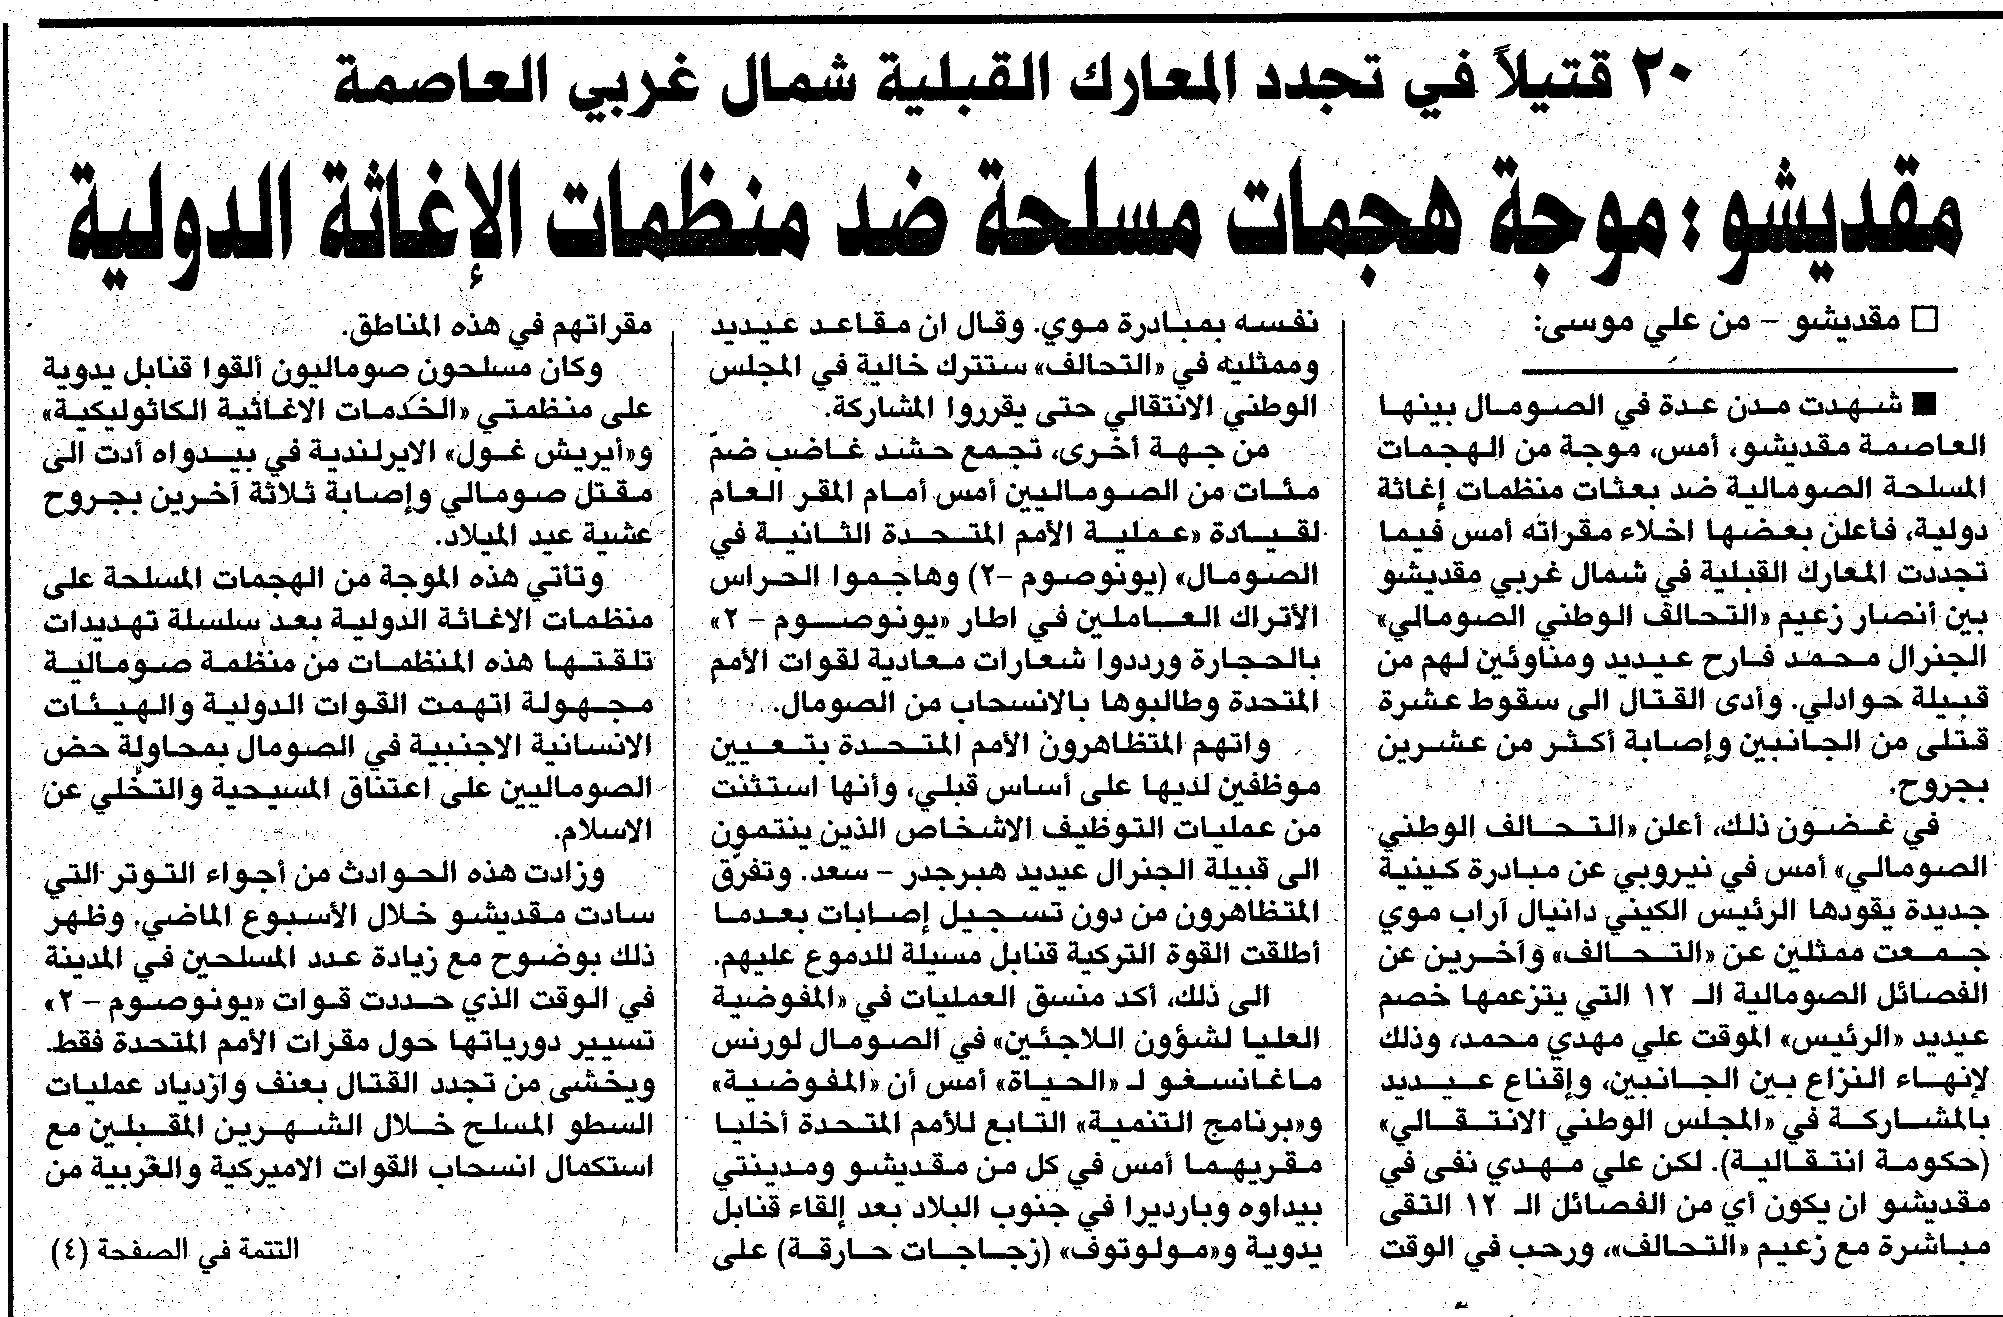 ٢٠ قتيلاً في تجدد المعارك القبلية شمال غربي العاصمة
مقديشو : موجة هجمات مسلحة ضد منظمات الإغاثة الدولية
□ مقديشو – من علي موسى:
■ شهدت مدن عدة في الصومال بينها
العاصمة مقديشو، أمس، موجة من الهجمات
المسلحة الصومالية ضد بعثات منظمات إغاثة
دولية، فأعلن بعضها اخلاء مقراته أمس فيما
تجددت المعارك القبلية في شمال غربي مقديشو
بين أنصار زعيم «التحالف الوطني الصومالي»
الجنرال محمد فارح عيديد ومناوئين لهم من
قبيلة حوادلي. وأدى القتال الى سقوط عشرة
قتلى من الجانبين وإصابة أكثر من عشرين
بجروح.
في غضون ذلك، أعلن «التحالف الوطني
الصومالي» أمس في نيروبي عن مبادرة كينية
جديدة يقودها الرئيس الكيني دانيال آراب موي
جمعت ممثلين عن «التحالف» وآخرين عن
الفصائل الصومالية الـ ١٢ التي يتزعمها خصم
عيديد «الرئيس» الموقت علي مهدي محمد، وذلك
لإنهاء النزاع بين الجانبين، وإقناع عيديد
بالمشاركة في «المجلس الوطني الانتقالي»
(حكومة انتقالية). لكن علي مهدي نفى في
مقديشو ان يكون أي من الفصائل الـ ١٢ التقى
مباشرة مع زعيم «التحالف»، ورحب في الوقت
نفسه بمبادرة موي. وقال ان مقاعد عيديد
وممثليه في «التحالف» ستترك خالية في المجلس
الوطني الانتقالي حتى يقرروا المشاركة.
من جهة أخرى، تجمع حشد غاضب ضمّ
مئات من الصوماليين أمس أمام المقر العام
لقيادة «عملية الأمم المتحدة الثانية في
الصومال» (يونوصوم –٢) وهاجموا الحراس
الأتراك العاملين في اطار «يونوصوم – ٢»
بالحجارة ورددوا شعارات معادية لقوات الأمم
المتحدة وطالبوها بالانسحاب من الصومال.
واتهم المتظاهرون الأمم المتحدة بتعيين
موظفين لديها على أساس قبلي، وأنها استثنت
من عمليات التوظيف الاشخاص الذين ينتمون
الى قبيلة الجنرال عيديد هبرجدر – سعد. وتفرّق
المتظاهرون من دون تسجيل إصابات بعدما
أطلقت القوة التركية قنابل مسيلة للدموع عليهم.
الى ذلك، أكد منسق العمليات في «المفوضية
العليا لشؤون اللاجئين» في الصومال لورنس
ماغانسغو لـ «الحياة» أمس أن «المفوضية»
و«برنامج التنمية» التابع للأمم المتحدة أخليا
مقريهما أمس في كل من مقديشو ومدينتي
بيداوه وبارديرا في جنوب البلاد بعد إلقاء قنابل
يدوية و«مولوتوف» (زجاجات حارقة) على
مقراتهم في هذه المناطق.
وكان مسلحون صوماليون ألقوا قنابل يدوية
على منظمتي «الخدمات الاغاثية الكاثوليكية»
و«أيريش غول» الايرلندية في بيدواه أدت الى
مقتل صومالي وإصابة ثلاثة آخرين بجروح
عشية عيد الميلاد.
وتأتي هذه الموجة من الهجمات المسلحة على
منظمات الاغاثة الدولية بعد سلسلة تهديدات
تلقتها هذه المنظمات من منظمة صومالية
مجهولة اتهمت القوات الدولية والهيئات
الانسانية الاجنبية في الصومال بمحاولة حض
الصوماليين على اعتناق المسيحية والتخلي عن
الاسلام.
وزادت هذه الحوادث من أجواء التوتر التي
سادت مقديشو خلال الأسبوع الماضي. وظهر
ذلك بوضوح مع زيادة عدد المسلحين في المدينة
في الوقت الذي حددت قوات «يونوصوم – ٢»
تسيير دورياتها حول مقرات الأمم المتحدة فقط.
ويخشى من تجدد القتال بعنف وازدياد عمليات
السطو المسلح خلال الشهرين المقبلين مع
استكمال انسحاب القوات الاميركية والغربية من
التتمة في الصفحة (٤)